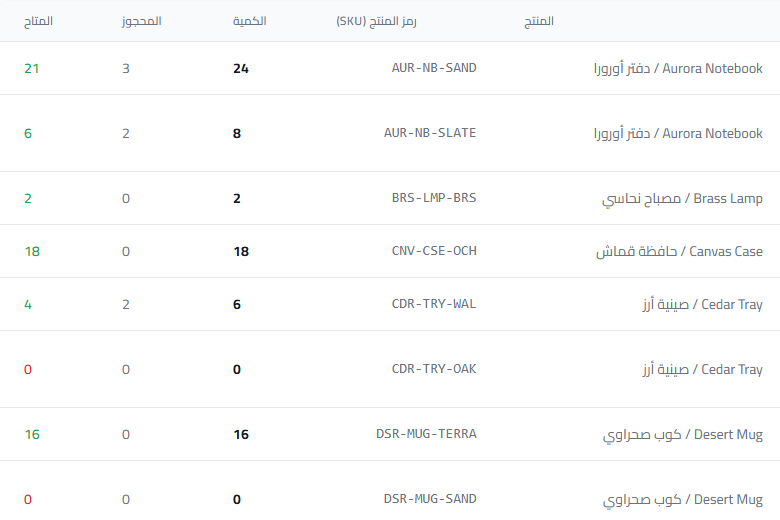 المنتج رمز المنتج (SKU) الكمية المحجوز المتاح
Aurora Notebook / دفتر أورورا AUR-NB-SAND 24 3 21
Aurora Notebook / دفتر أورورا AUR-NB-SLATE 8 2 6
Brass Lamp / مصباح نحاسي BRS-LMP-BRS 2 0 2
Canvas Case / حافظة قماش CNV-CSE-OCH 18 0 18
Cedar Tray / صينية أرز CDR-TRY-WAL 6 2 4
Cedar Tray / صينية أرز CDR-TRY-OAK 0 0 0
Desert Mug / كوب صحراوي DSR-MUG-TERRA 16 0 16
Desert Mug / كوب صحراوي DSR-MUG-SAND 0 0 0